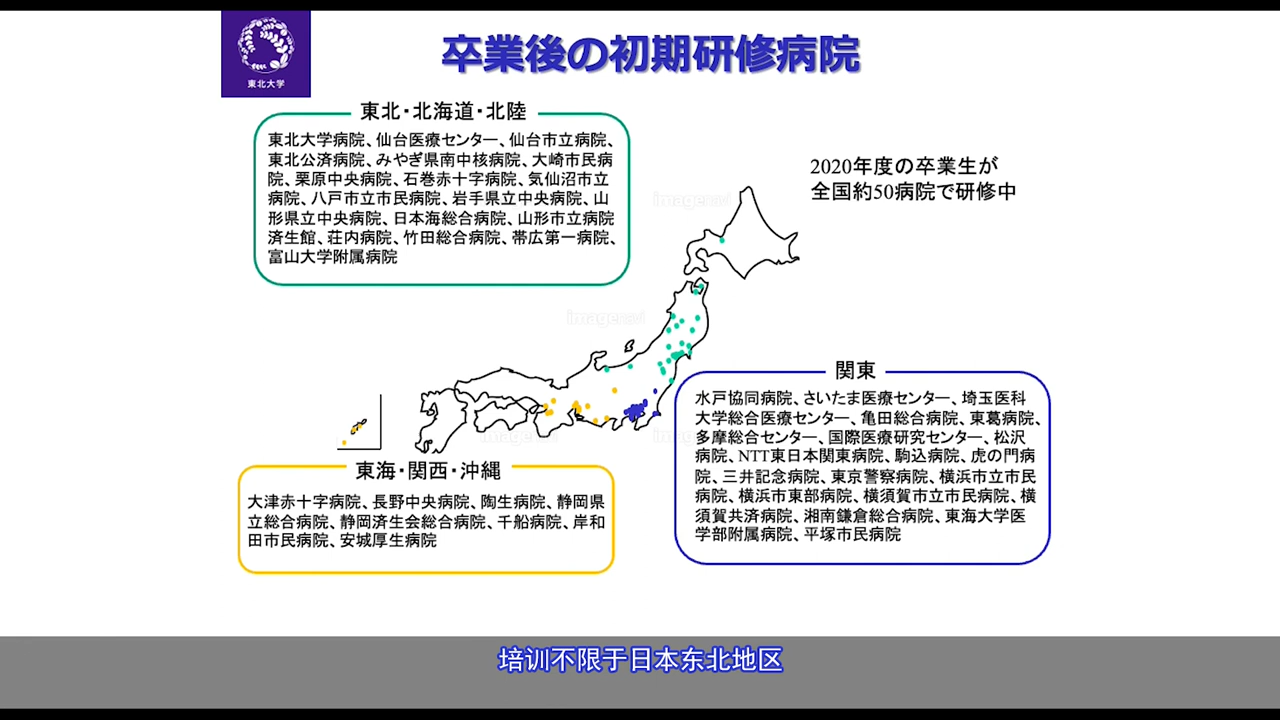 東北大学
卒業後の初期研修病院
東北・北海道・北陸
東北大学病院、仙台医療センター、仙台市立病院、
東北公済病院、みやぎ県南中核病院、大崎市民病
院、栗原中央病院、石巻赤十字病院、気仙沼市立
病院、八戸市立市民病院、岩手県立中央病院、山
形県立中央病院、日本海総合病院、山形市立病院
済生館、荘内病院、竹田総合病院、帯広第一病院、
富山大学附属病院
2020年度の卒業生が
全国約50病院で研修中
imagenavi
imagenavi
imagenavi
imagenavi
関東
水戸協同病院、さいたま医療センター、埼玉医科
大学総合医療センター、亀田総合病院、東葛病院、
多摩総合センター、国際医療研究センター、松沢
病院、NTT東日本関東病院、駒込病院、虎の門病
院、三井記念病院、東京警察病院、横浜市立市民
病院、横浜市東部病院、横須賀市立市民病院、横
須賀共済病院、湘南鎌倉総合病院、東海大学医
学部附属病院、平塚市民病院
東海・関西・沖縄
大津赤十字病院、長野中央病院、陶生病院、静岡県
立総合病院、静岡済生会総合病院、千船病院、岸和
田市民病院、安城厚生病院
培训不限于日本东北地区